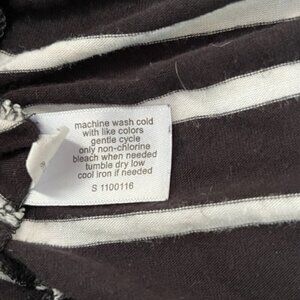 machine wash cold
with like colors
gentle cycle
only non-chlorine
bleach when needed
tumble dry low
cool iron if needed
S 1100116